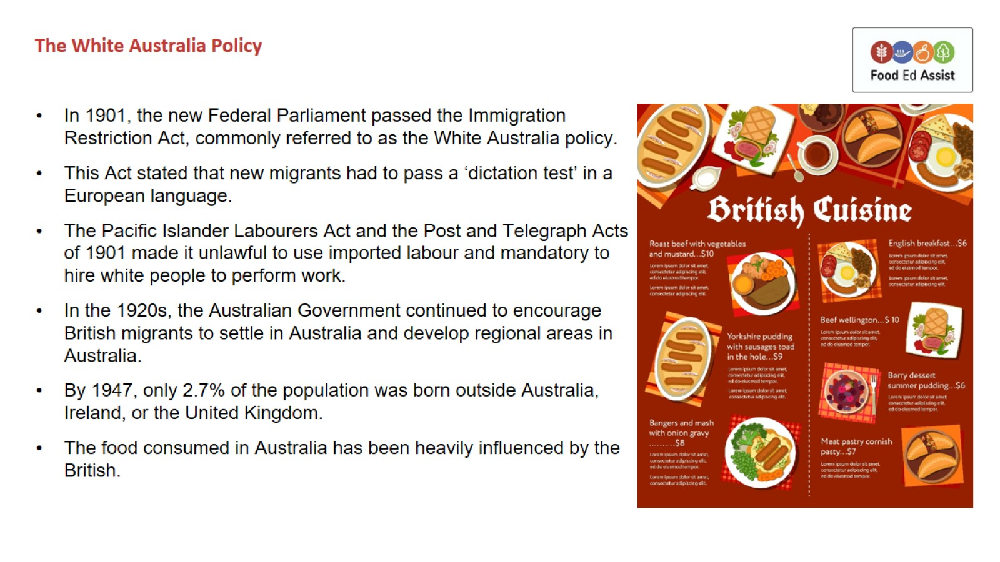 The White Australia Policy
Food Ed Assist
• In 1901, the new Federal Parliament passed the Immigration
Restriction Act, commonly referred to as the White Australia policy.
• This Act stated that new migrants had to pass a ‘dictation test’ in a
European language.
• The Pacific Islander Labourers Act and the Post and Telegraph Acts
of 1901 made it unlawful to use imported labour and mandatory to
hire white people to perform work.
• In the 1920s, the Australian Government continued to encourage
British migrants to settle in Australia and develop regional areas in
Australia.
• By 1947, only 2.7% of the population was born outside Australia,
Ireland, or the United Kingdom.
• The food consumed in Australia has been heavily influenced by the
British.
British Cuisine
Roast beef with vegetables
and mustard...$10
Lorem ipsum dolor sit amet,
consectetur adipiscing elit,
ed do eiusmod tempor.
Lorem ipsum dolor sit amet,
consectetur adipiscing elit.
Yorkshire pudding
with sausages toad
in the hole...$9
Lorem ipsum dolor sit amet,
consectetur adipiscing elit,
ed do eiusmod tempor.
Lorem ipsum dolor sit amet,
consectetur adipiscing elit.
Bangers and mash
with onion gravy
..........$8
Lorem ipsum dolor sit amet,
consectetur adipiscing elit,
ed do eiusmod tempor.
Lorem ipsum dolor sit amet,
consectetur adipiscing elit.
English breakfast...$6
Lorem ipsum dolor sit amet,
consectetur adipiscing elit,
ed do eiusmod tempor.
Lorem ipsum dolor sit amet,
consectetur adipiscing elit.
Beef wellington...$ 10
Lorem ipsum dolor sit amet,
consectetur adipiscing elit,
ed do eiusmod tempor.
Berry dessert
summer pudding...$6
Lorem ipsum dolor sit amet,
consectetur adipiscing elit,
ed do eiusmod tempor.
Meat pastry cornish
pasty...$7
Lorem ipsum dolor sit amet,
consectetur adipiscing elit,
ed do eiusmod tempor.